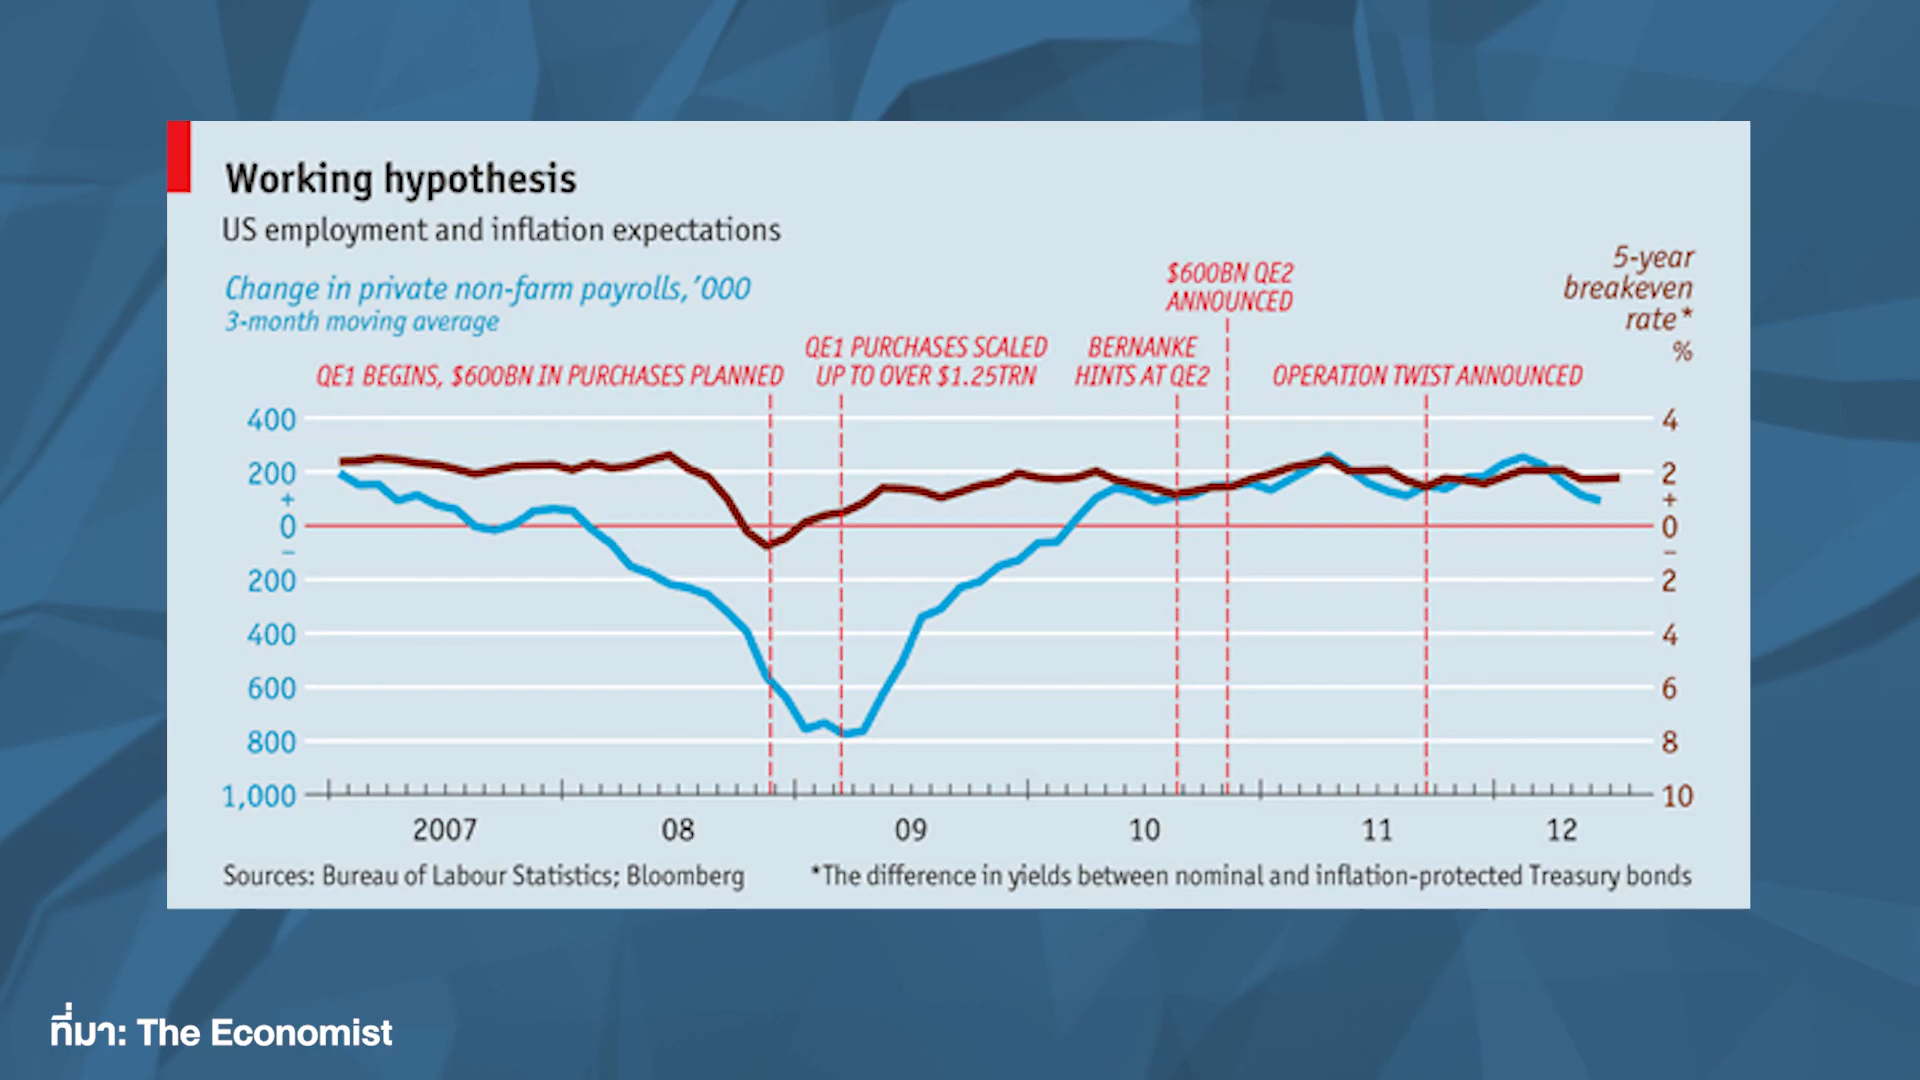 Working hypothesis
US employment and inflation expectations
Change in private non-farm payrolls, ’000
3-month moving average
5-year
breakeven
rate*
%
$600BN QE2
ANNOUNCED
QE1 BEGINS, $600BN IN PURCHASES PLANNED
QE1 PURCHASES SCALED
UP TO OVER $1.25TRN
BERNANKE
HINTS AT QE2
OPERATION TWIST ANNOUNCED
400
200
+
0
–
200
400
600
800
1,000
4
2
+
0
–
2
4
6
8
10
2007 08 09 10 11 12
Sources: Bureau of Labour Statistics; Bloomberg
*The difference in yields between nominal and inflation-protected Treasury bonds
ที่มา: The Economist